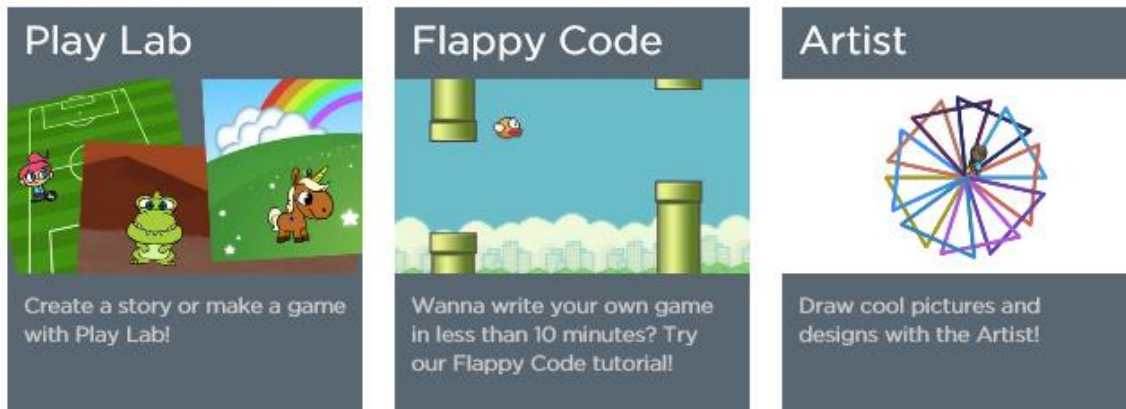 Play Lab
Create a story or make a game
with Play Lab!
Flappy Code
Wanna write your own game
in less than 10 minutes? Try
our Flappy Code tutorial!
Artist
Draw cool pictures and
designs with the Artist!